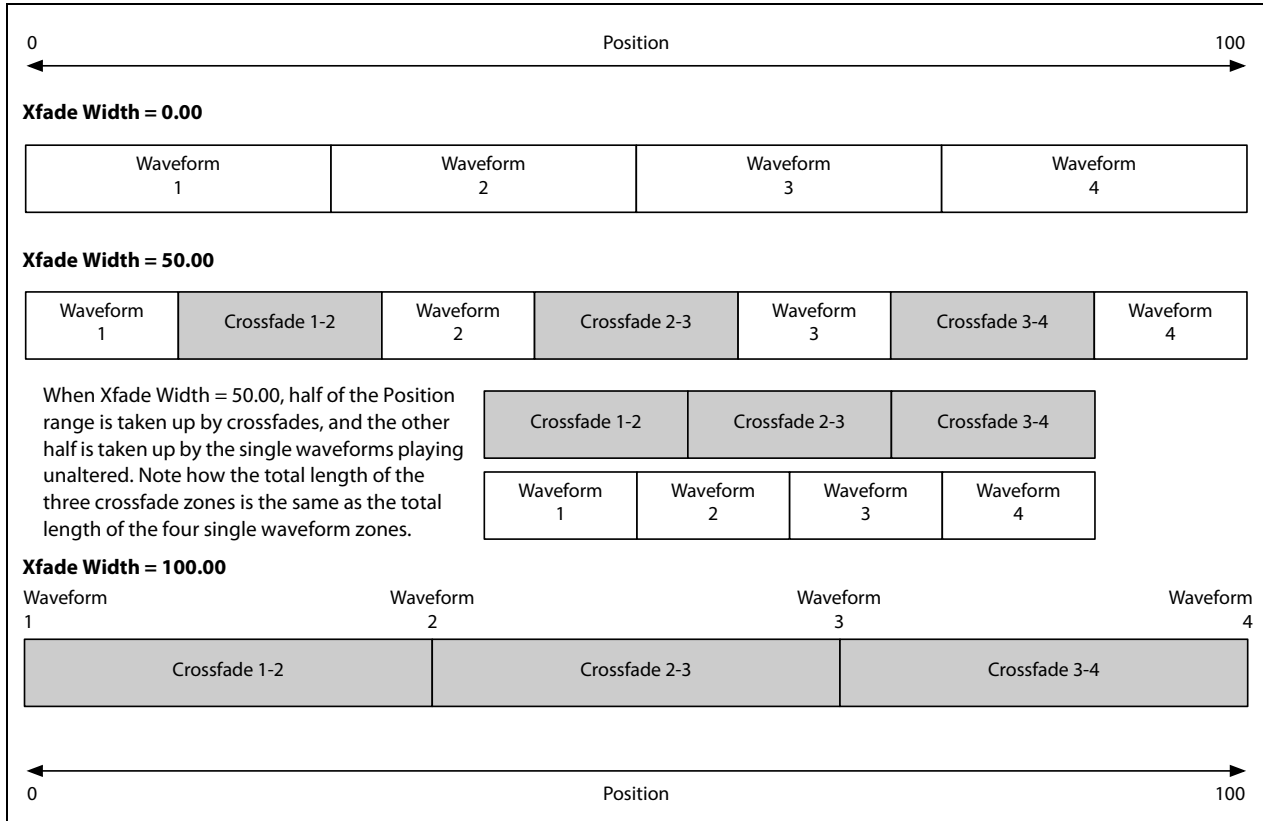 0 Position 100
Xfade Width = 0.00
Waveform Waveform Waveform Waveform
1 2 3 4
Xfade Width = 50.00
Waveform Crossfade 1-2 Waveform Crossfade 2-3 Waveform Crossfade 3-4 Waveform
1 2 3 4
When Xfade Width = 50.00, half of the Position
range is taken up by crossfades, and the other
half is taken up by the single waveforms playing
unaltered. Note how the total length of the
three crossfade zones is the same as the total
length of the four single waveform zones.
Crossfade 1-2 Crossfade 2-3 Crossfade 3-4
Waveform Waveform Waveform Waveform
1 2 3 4
Xfade Width = 100.00
Waveform Waveform Waveform Waveform
1 2 3 4
Crossfade 1-2 Crossfade 2-3 Crossfade 3-4
0 Position 100